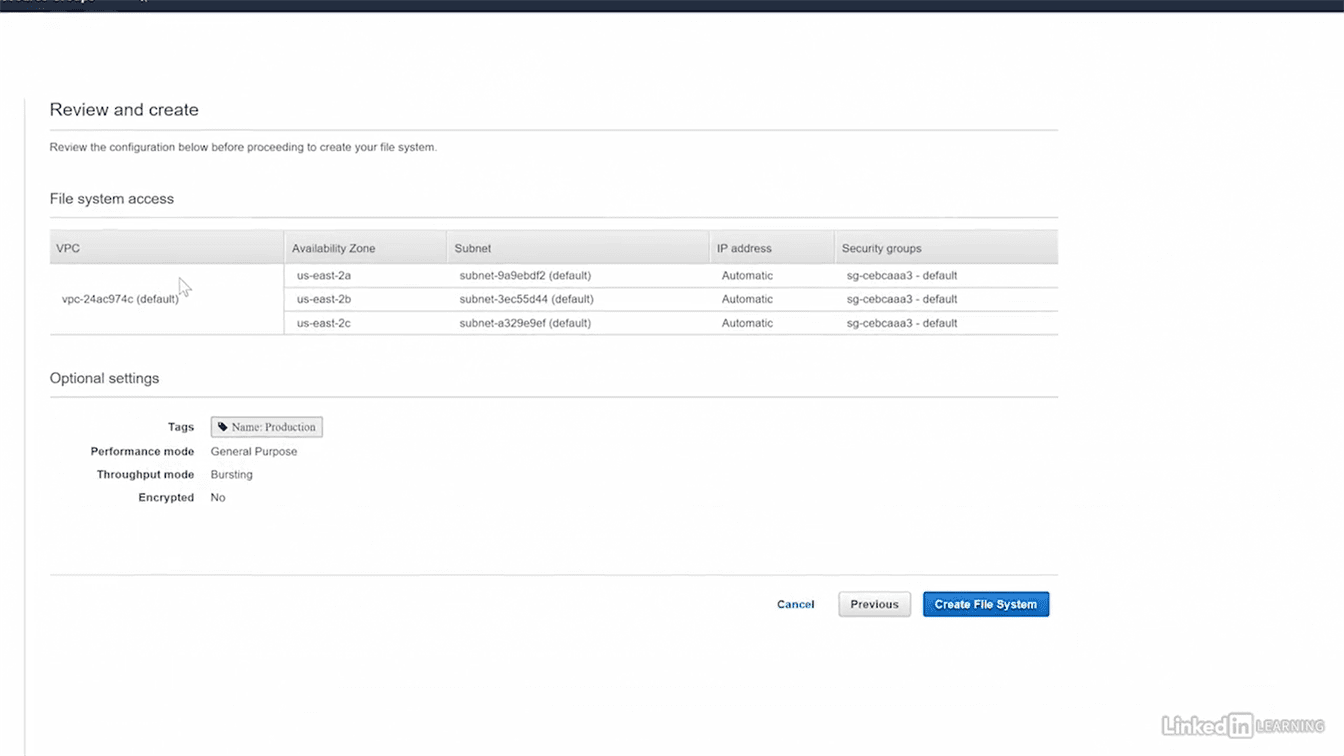 Review and create
Review the configuration below before proceeding to create your file system.
File system access
VPC Availability Zone Subnet IP address Security groups
us-east-2a subnet-9a9ebdf2 (default) Automatic sg-cebcaaa3 - default
vpc-24ac974c (default) us-east-2b subnet-3ec55d44 (default) Automatic sg-cebcaaa3 - default
us-east-2c subnet-a329e9ef (default) Automatic sg-cebcaaa3 - default
Optional settings
Tags Name: Production
Performance mode General Purpose
Throughput mode Bursting
Encrypted No
Cancel Previous Create File System
LinkedIn LEARNING